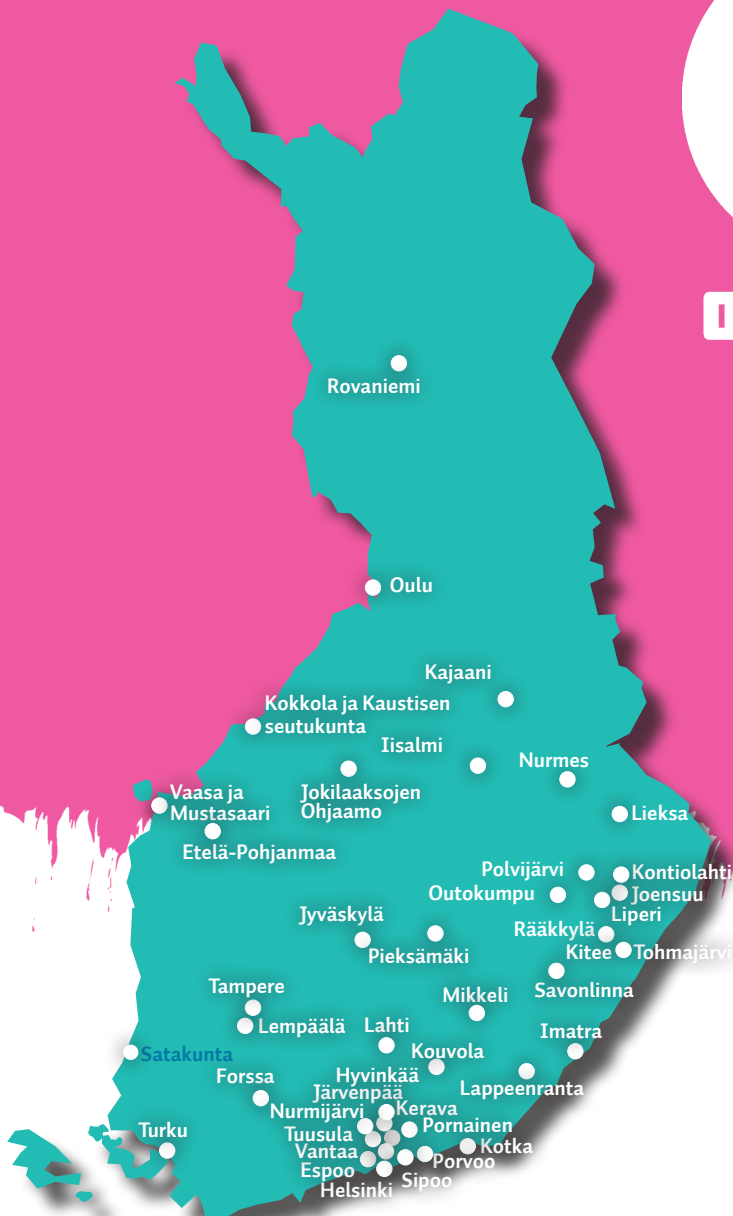 I
Rovaniemi
Oulu
Kajaani
Kokkola ja Kaustisen
seutukunta
Iisalmi
Nurmes
Vaasa ja
Mustasaari
Jokilaaksojen
Ohjaamo
Lieksa
Etelä-Pohjanmaa
Polvijärvi
Kontiolahti
Outokumpu
Joensuu
Liperi
Jyväskylä
Rääkkylä
Pieksämäki
Kitee
Tohmajärvi
Tampere
Mikkeli
Savonlinna
Lempäälä
Lahti
Imatra
Satakunta
Kouvola
Forssa
Hyvinkää
Lappeenranta
Järvenpää
Nurmijärvi
Kerava
Turku
Tuusula
Pornainen
Vantaa
Kotka
Espoo
Porvoo
Helsinki
Sipoo